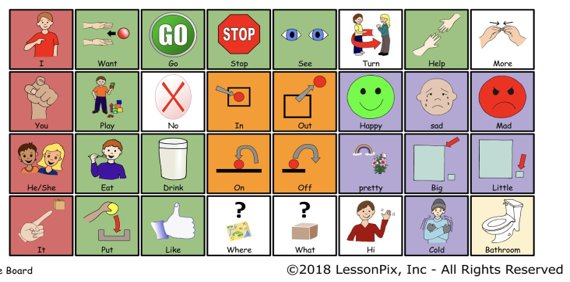 GO
STOP
I Want Go Stop See Turn Help More
You Play No In Out Happy sad Mad
He/She Eat Drink On Off pretty Big Little
? ?
It Put Like Where What Hi Cold Bathroom
e Board
©2018 LessonPix, Inc - All Rights Reserved